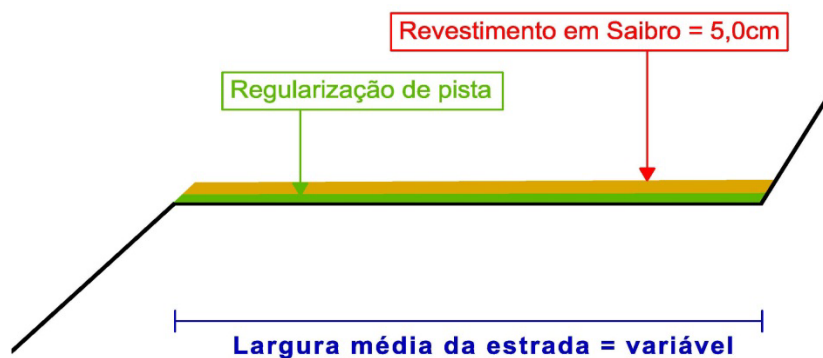 Revestimento em Saibro = 5,0cm
Regularização de pista
Largura média da estrada = variável